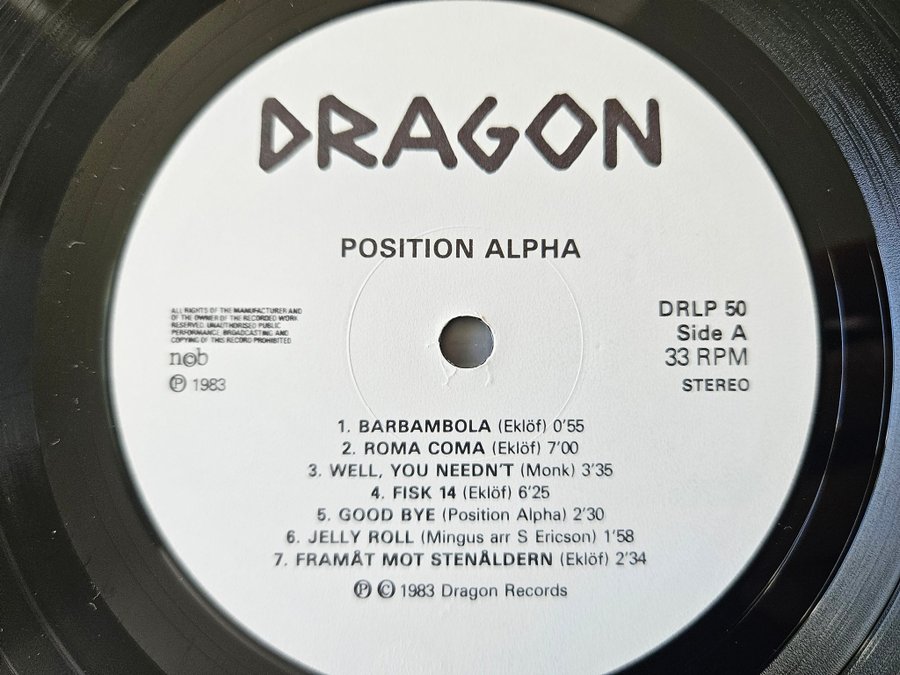 DRAGON
POSITION ALPHA
ALL RIGHTS OF THE MANUFACTURER AND
OF THE OWNER OF THE RECORDED WORK
RESERVED. UNAUTHORISED PUBLIC
PERFORMANCE, BROADCASTING AND
COPYING OF THIS RECORD PROHIBITED
n©b
℗ 1983
DRLP 50
Side A
33 RPM
STEREO
1. BARBAMBOLA (Eklöf) 0'55
2. ROMA COMA (Eklöf) 7'00
3. WELL, YOU NEEDN'T (Monk) 3'35
4. FISK 14 (Eklöf) 6'25
5. GOOD BYE (Position Alpha) 2'30
6. JELLY ROLL (Mingus arr S Ericson) 1'58
7. FRAMÅT MOT STENÅLDERN (Eklöf) 2'34
℗ © 1983 Dragon Records